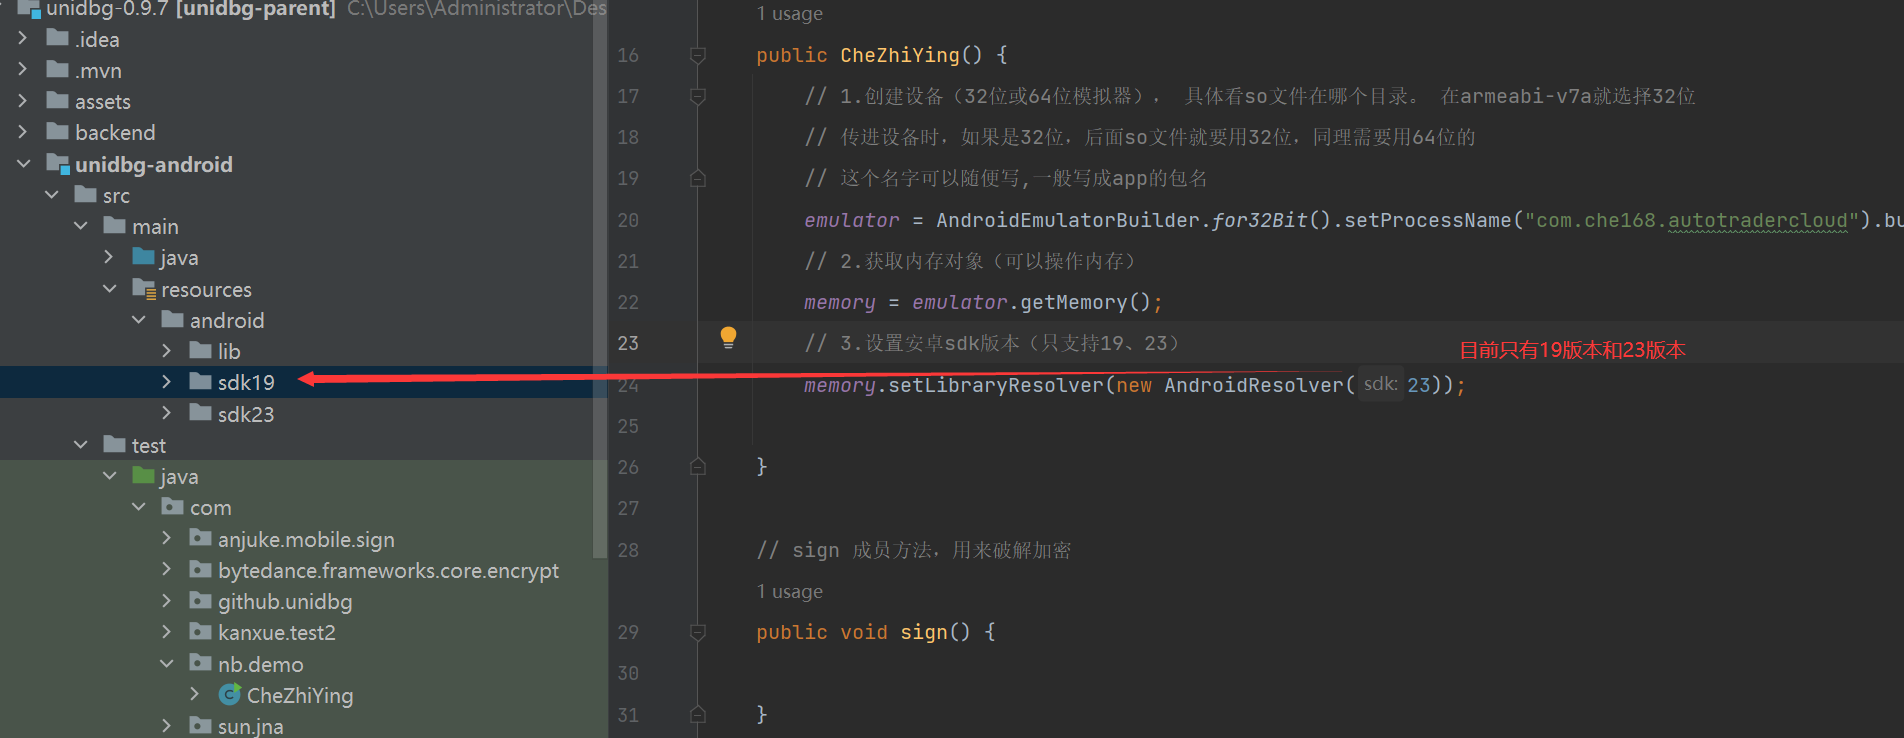 unidbg-0.9.7 [unidbg-parent] C:\Users\Administrator\Des
.idea
.mvn
assets
backend
unidbg-android
src
main
java
resources
android
lib
sdk19
sdk23
test
java
com
anjuke.mobile.sign
bytedance.frameworks.core.encrypt
github.unidbg
kanxue.test2
nb.demo
CheZhiYing
sun.jna
1 usage
16 public CheZhiYing() {
17 // 1.创建设备（32位或64位模拟器）， 具体看so文件在哪个目录。 在armeabi-v7a就选择32位
18 // 传进设备时，如果是32位，后面so文件就要用32位，同理需要用64位的
19 // 这个名字可以随便写,一般写成app的包名
20 emulator = AndroidEmulatorBuilder.for32Bit().setProcessName("com.che168.autotradercloud").bu
21 // 2.获取内存对象（可以操作内存）
22 memory = emulator.getMemory();
23 // 3.设置安卓sdk版本（只支持19、23）
目前只有19版本和23版本
24 memory.setLibraryResolver(new AndroidResolver( sdk: 23));
25
26 }
27
28 // sign 成员方法，用来破解加密
1 usage
29 public void sign() {
30
31 }